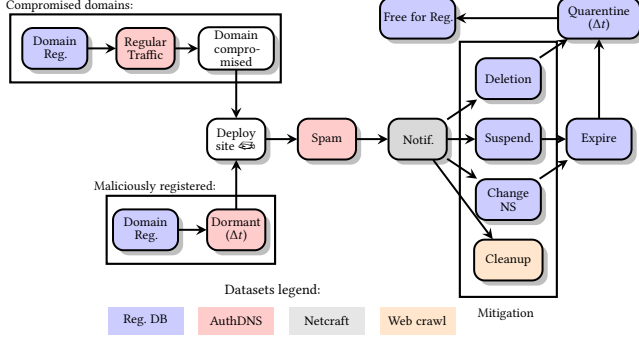 Compromised domains:
Domain
Reg.
Regular
Traffic
Domain
compro-
mised
Free for Reg.
Quarentine
(Δt)
Deletion
Deploy
site
Spam
Notif.
Suspend.
Expire
Maliciously registered:
Domain
Reg.
Dormant
(Δt)
Change
NS
Cleanup
Mitigation
Datasets legend:
Reg. DB
AuthDNS
Netcraft
Web crawl